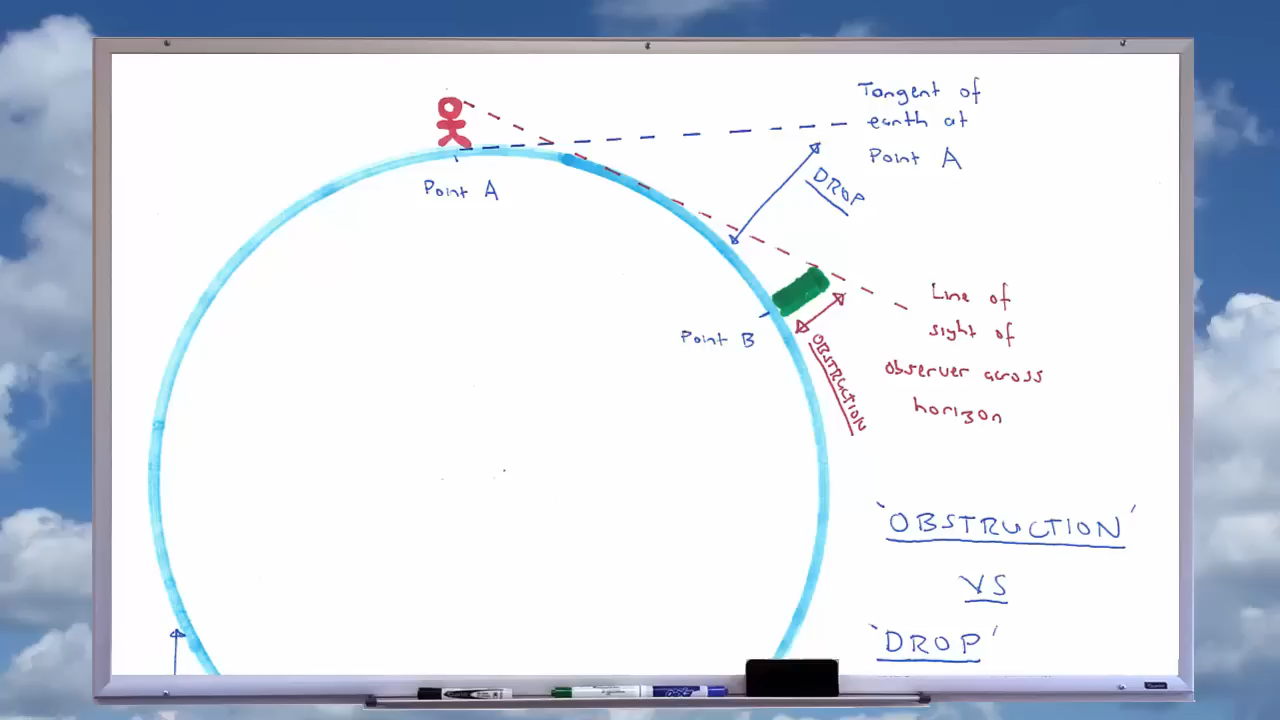 Tangent of
earth at
Point A
Point A
DROP
Line of
sight of
observer across
horizon
Point B
OBSTRUCTION
'OBSTRUCTION'
VS
'DROP'